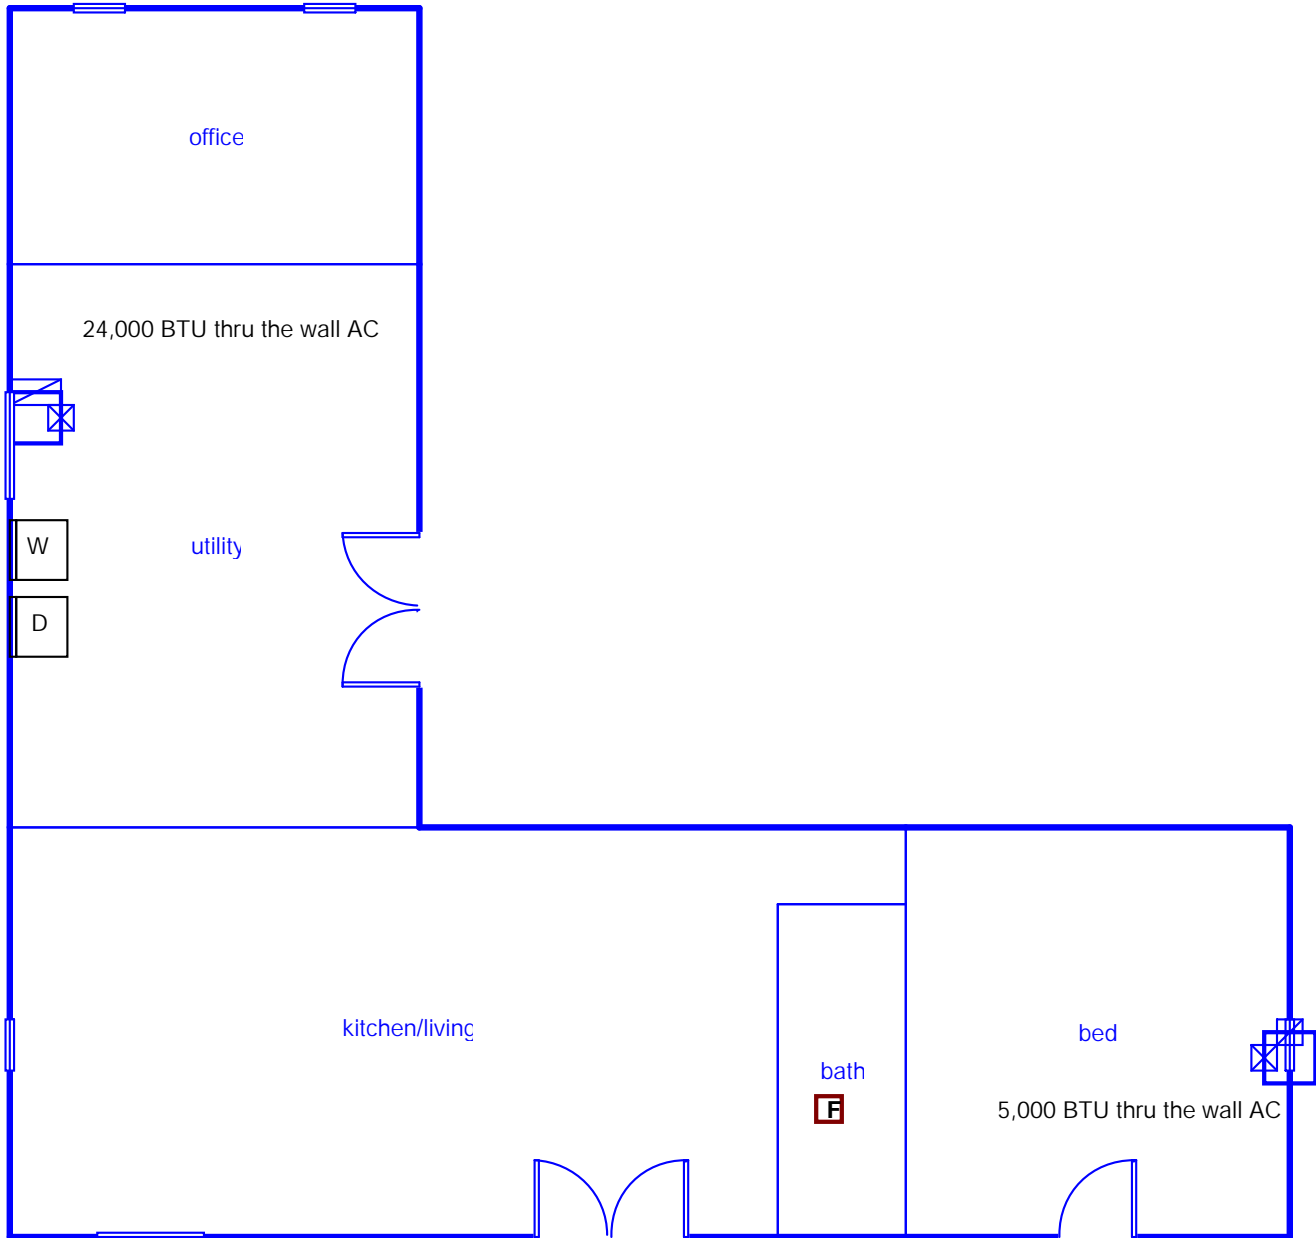 office
24,000 BTU thru the wall AC
W
utility
D
kitchen/living
bed
bath
5,000 BTU thru the wall AC
F